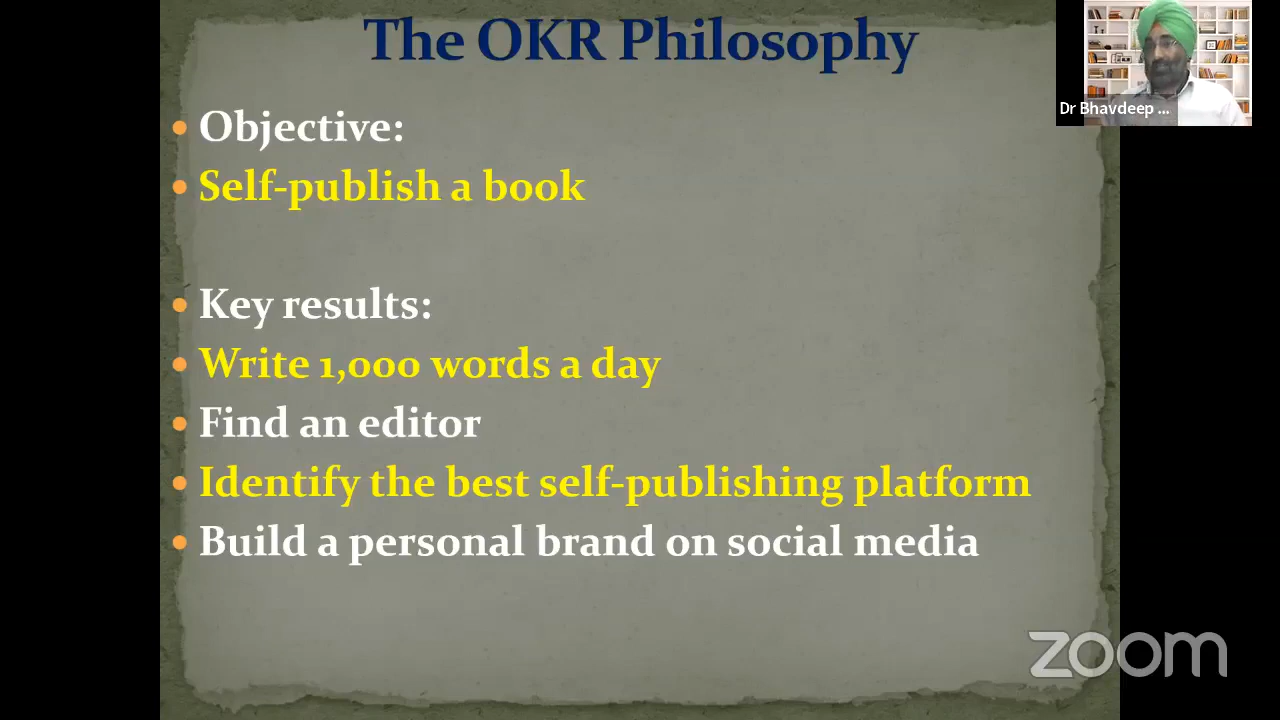 The OKR Philosophy
Dr Bhavdeep ...
• Objective:
• Self-publish a book
• Key results:
• Write 1,000 words a day
• Find an editor
• Identify the best self-publishing platform
• Build a personal brand on social media
zoom